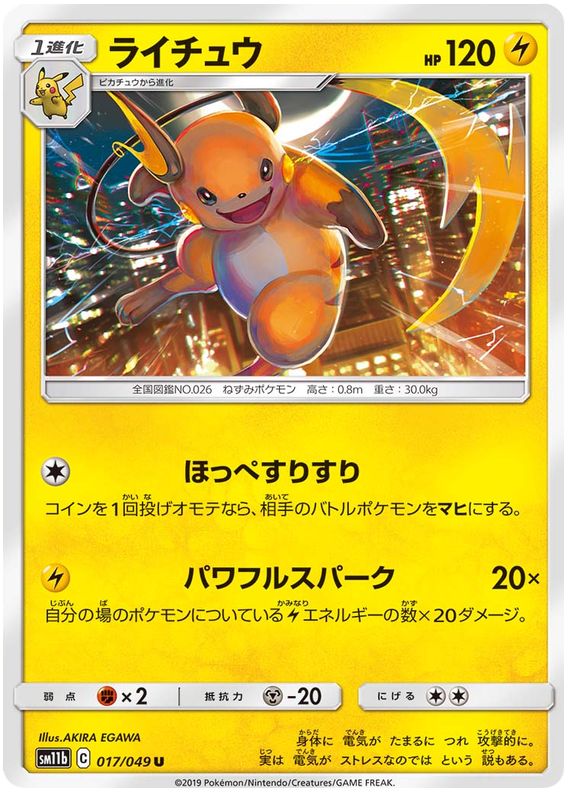 1進化
ライチュウ
HP 120
ピカチュウから進化
全国図鑑NO.026 ねずみポケモン 高さ：0.8m 重さ：30.0kg
ほっぺすりすり
コインを1回投げオモテなら、相手のバトルポケモンをマヒにする。
パワフルスパーク 20×
自分の場のポケモンについているエネルギーの数×20ダメージ。
弱点 ×2 抵抗力 -20 にげる
Illus.AKIRA EGAWA
sm11b C 017/049 U
身体に 電気が たまるに つれ 攻撃的に。
実は 電気が ストレスなのでは という 説もある。
©2019 Pokémon/Nintendo/Creatures/GAME FREAK.